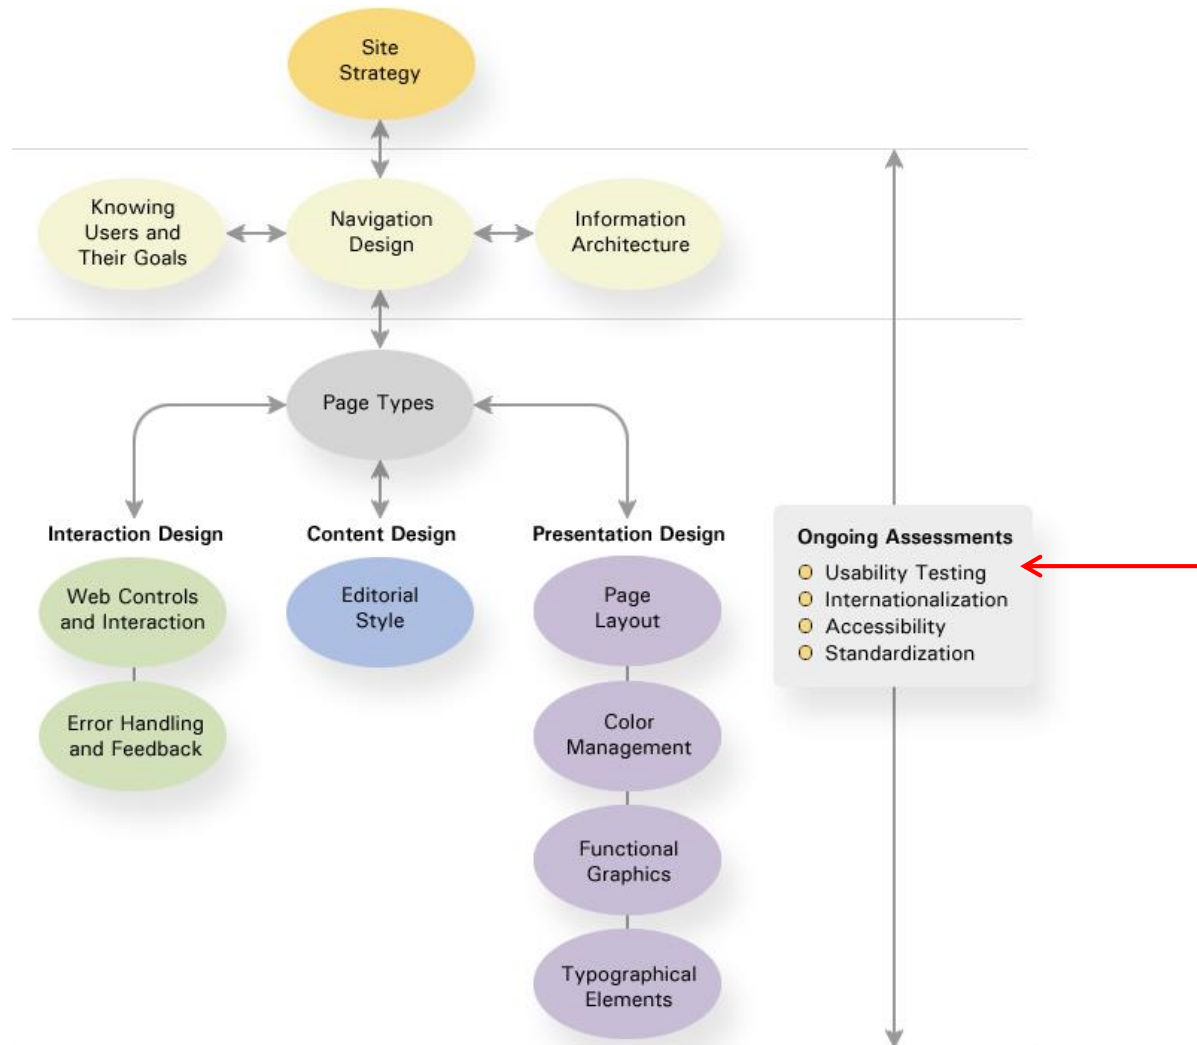 Site
Strategy
Knowing
Users and
Their Goals
Navigation
Design
Information
Architecture
Page Types
Interaction Design
Content Design
Presentation Design
Web Controls
and Interaction
Error Handling
and Feedback
Editorial
Style
Page
Layout
Color
Management
Functional
Graphics
Typographical
Elements
Ongoing Assessments
Usability Testing
Internationalization
Accessibility
Standardization